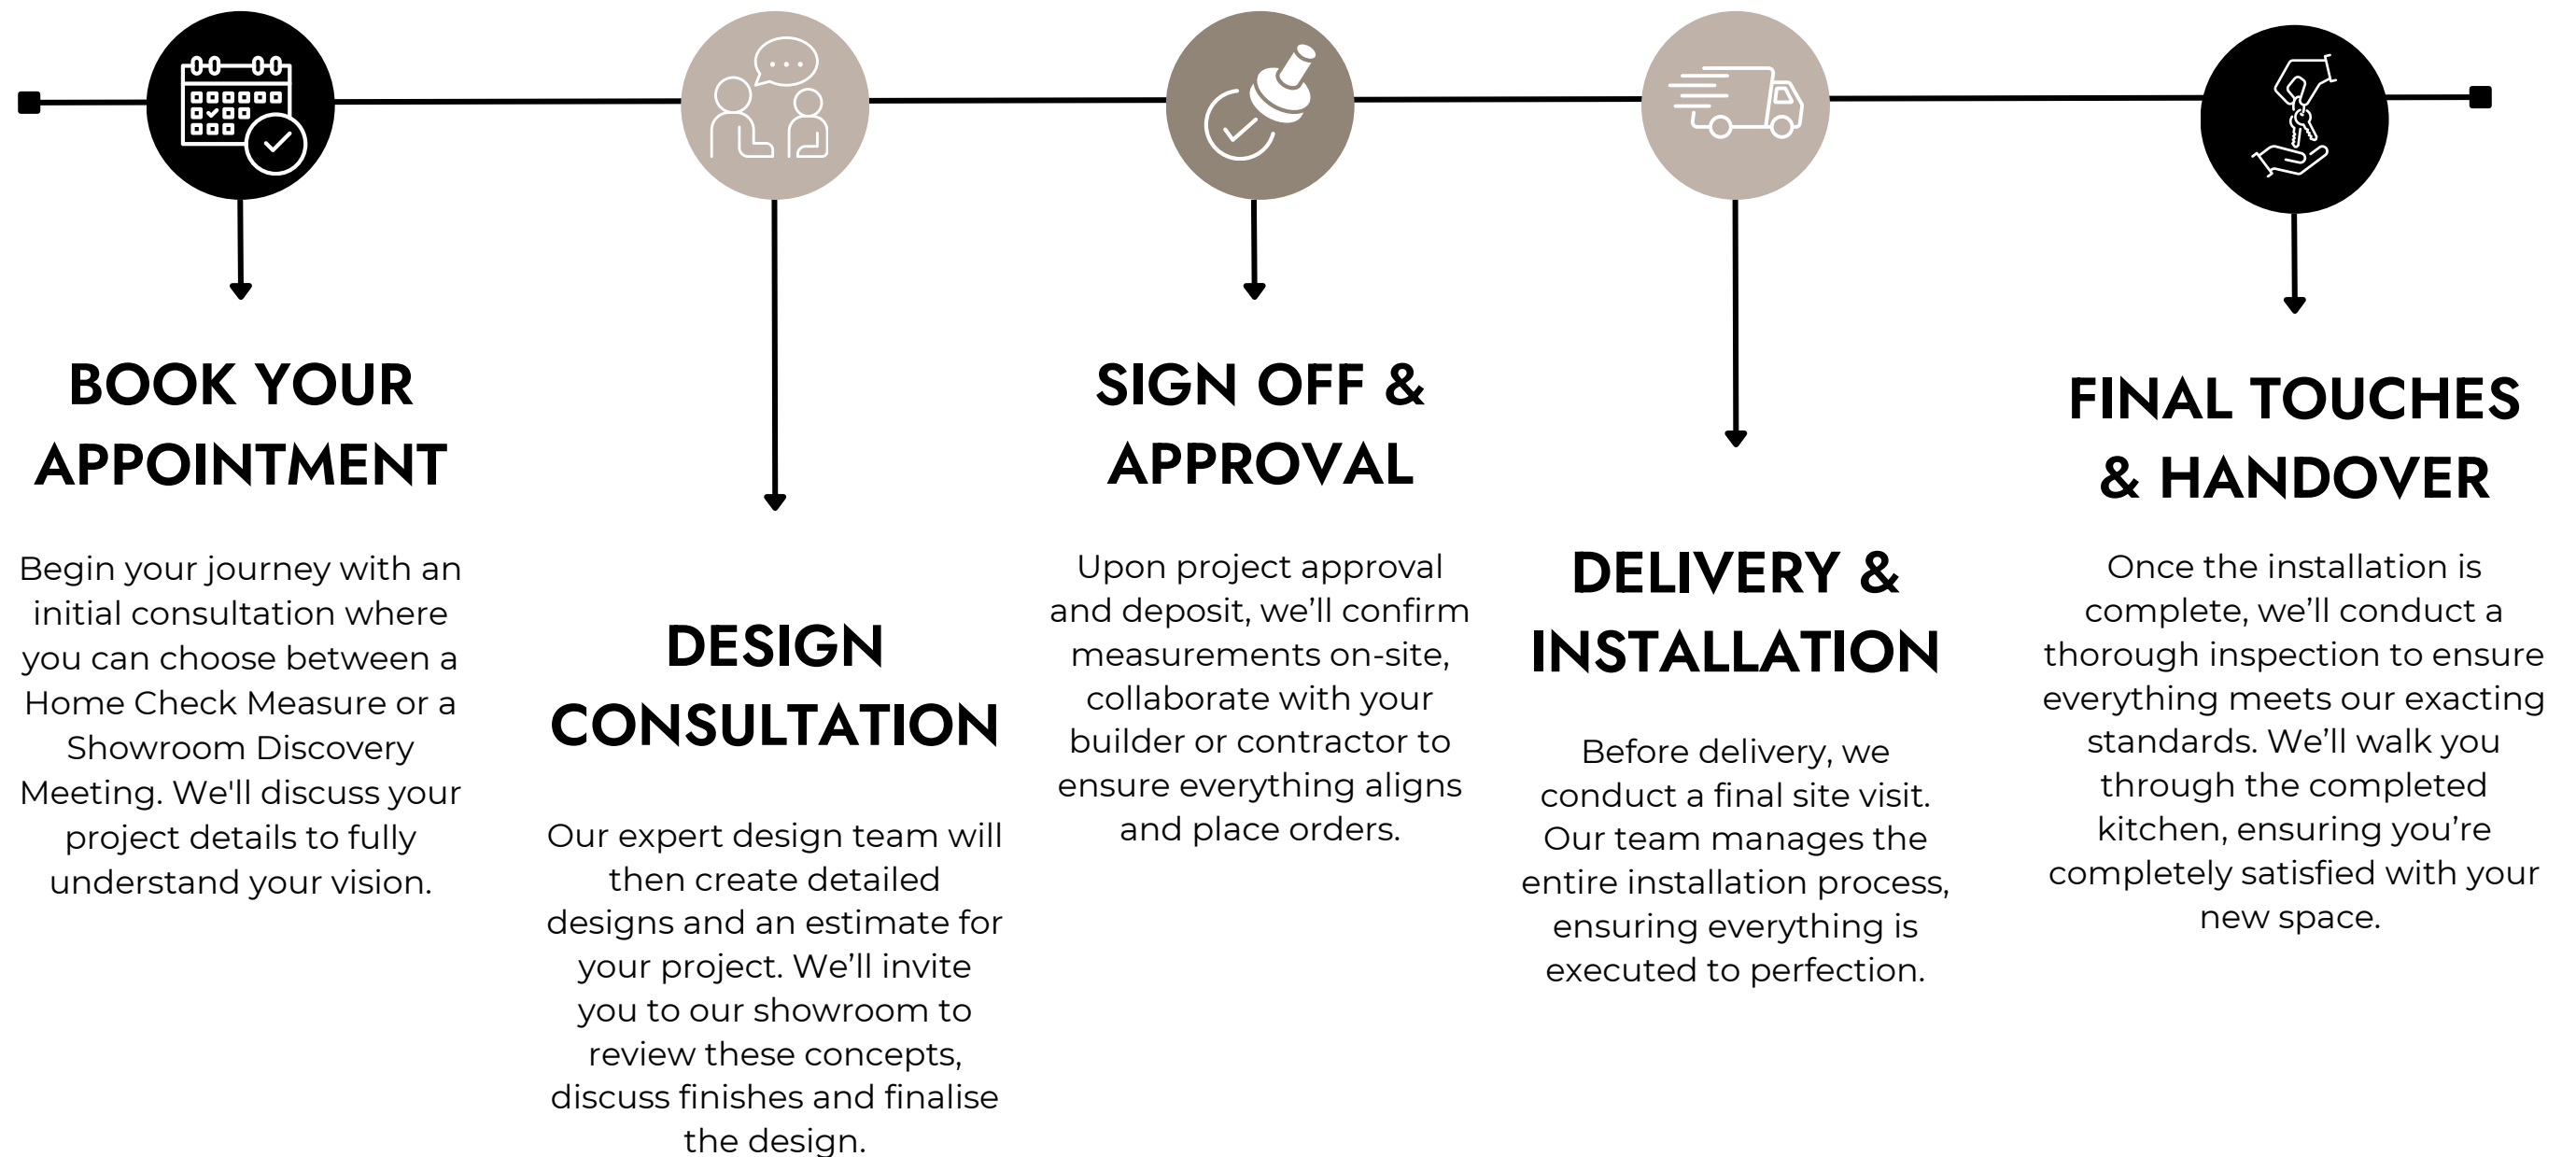 BOOK YOUR
APPOINTMENT
Begin your journey with an
initial consultation where
you can choose between a
Home Check Measure or a
Showroom Discovery
Meeting. We'll discuss your
project details to fully
understand your vision.
DESIGN
CONSULTATION
Our expert design team will
then create detailed
designs and an estimate for
your project. We’ll invite
you to our showroom to
review these concepts,
discuss finishes and finalise
the design.
SIGN OFF &
APPROVAL
Upon project approval
and deposit, we’ll confirm
measurements on-site,
collaborate with your
builder or contractor to
ensure everything aligns
and place orders.
DELIVERY &
INSTALLATION
Before delivery, we
conduct a final site visit.
Our team manages the
entire installation process,
ensuring everything is
executed to perfection.
FINAL TOUCHES
& HANDOVER
Once the installation is
complete, we’ll conduct a
thorough inspection to ensure
everything meets our exacting
standards. We’ll walk you
through the completed
kitchen, ensuring you’re
completely satisfied with your
new space.